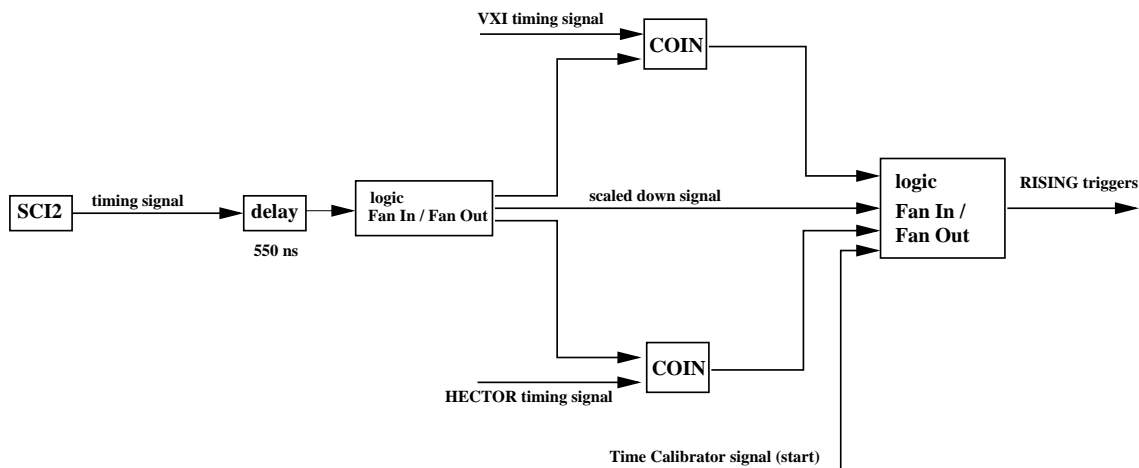 VXI timing signal
COIN
SCI2
timing signal
delay
550 ns
logic
Fan In / Fan Out
scaled down signal
logic
Fan In /
Fan Out
RISING triggers
COIN
HECTOR timing signal
Time Calibrator signal (start)